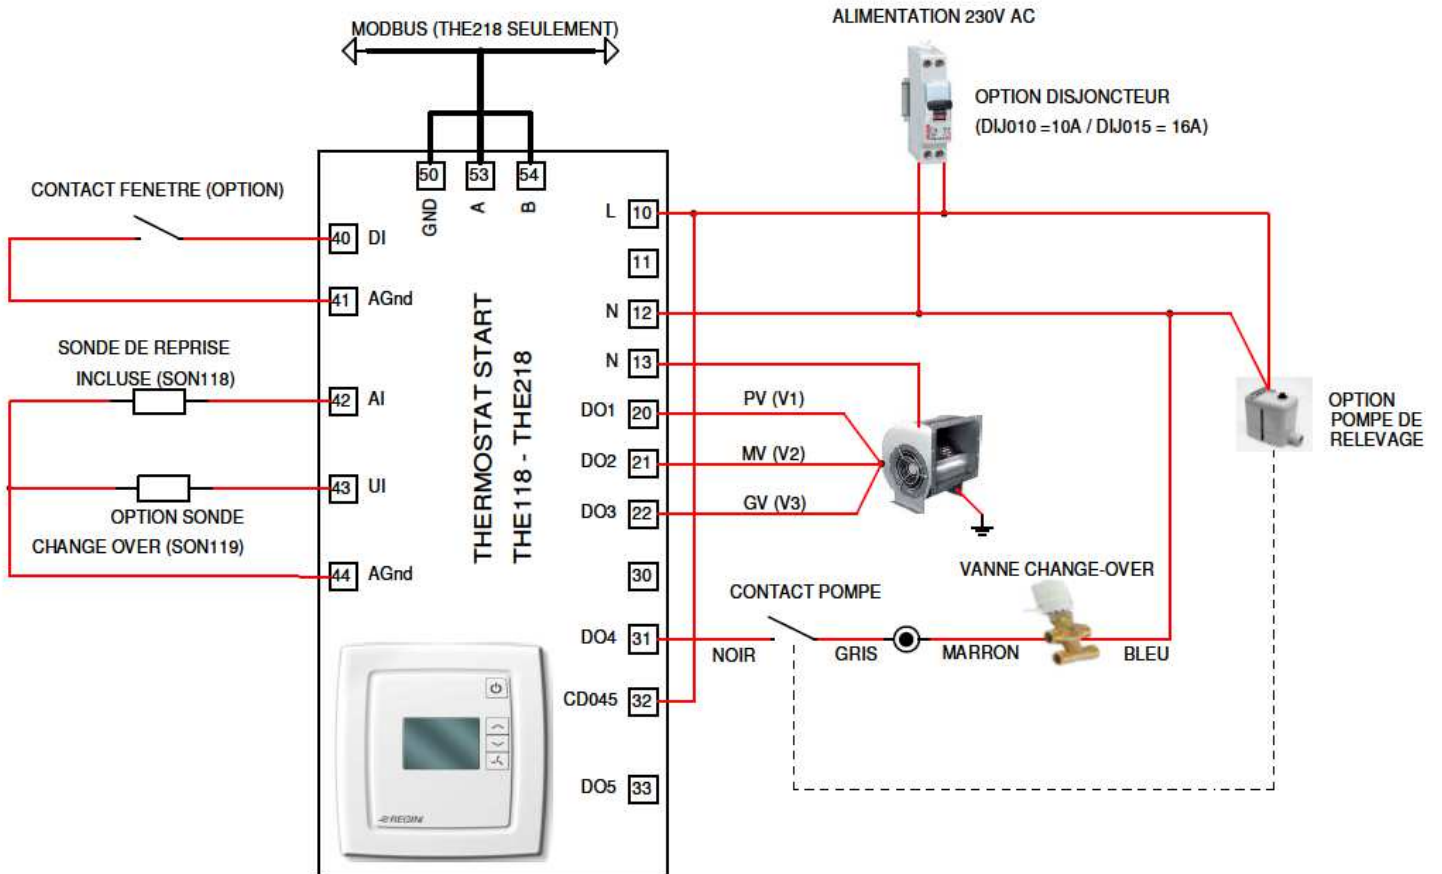 MODBUS (THE218 SEULEMENT)
ALIMENTATION 230V AC
OPTION DISJONCTEUR
(DIJ010 =10A / DIJ015 = 16A)
50
53
54
GND
A
B
CONTACT FENETRE (OPTION)
40 DI
41 AGnd
SONDE DE REPRISE
INCLUSE (SON118)
42 AI
43 UI
OPTION SONDE
CHANGE OVER (SON119)
44 AGnd
THERMOSTAT START
THE118 - THE218
L 10
11
N 12
N 13
DO1 20
PV (V1)
DO2 21
MV (V2)
DO3 22
GV (V3)
30
DO4 31
CD045 32
DO5 33
OPTION
POMPE DE
RELEVAGE
VANNE CHANGE-OVER
CONTACT POMPE
NOIR
GRIS
MARRON
BLEU
REGIN